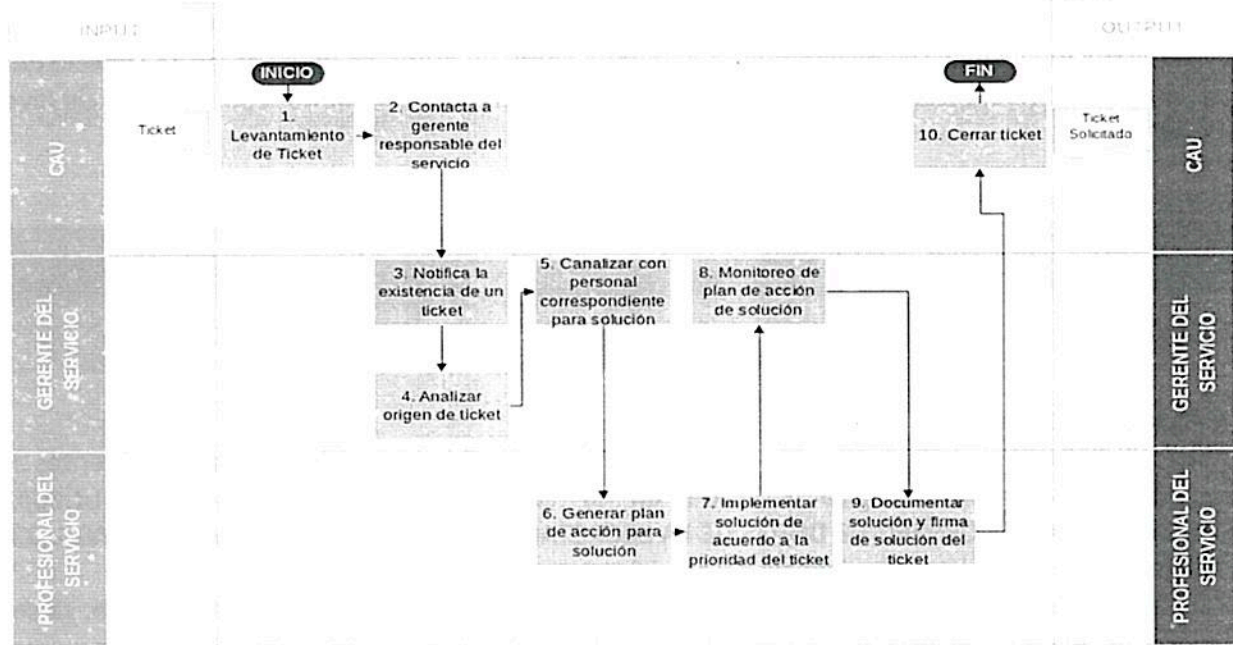 INPUT
OUTPUT
INICIO
FIN
CAU
Ticket
1.
Levantamiento
de Ticket
2. Contacta a
gerente
responsable del
servicio
10. Cerrar ticket
Ticket
Solicitado
CAU
GERENTE DEL
SERVICIO.
3. Notifica la
existencia de un
ticket
5. Canalizar con
personal
correspondiente
para solución
8. Monitoreo de
plan de acción
de solución
4. Analizar
origen de ticket
GERENTE DEL
SERVICIO
PROFESIONAL DEL
SERVICIO
6. Generar plan
de acción para
solución
7. Implementar
solución de
acuerdo a la
prioridad del ticket
9. Documentar
solución y firma
de solución del
ticket
PROFESIONAL DEL
SERVICIO